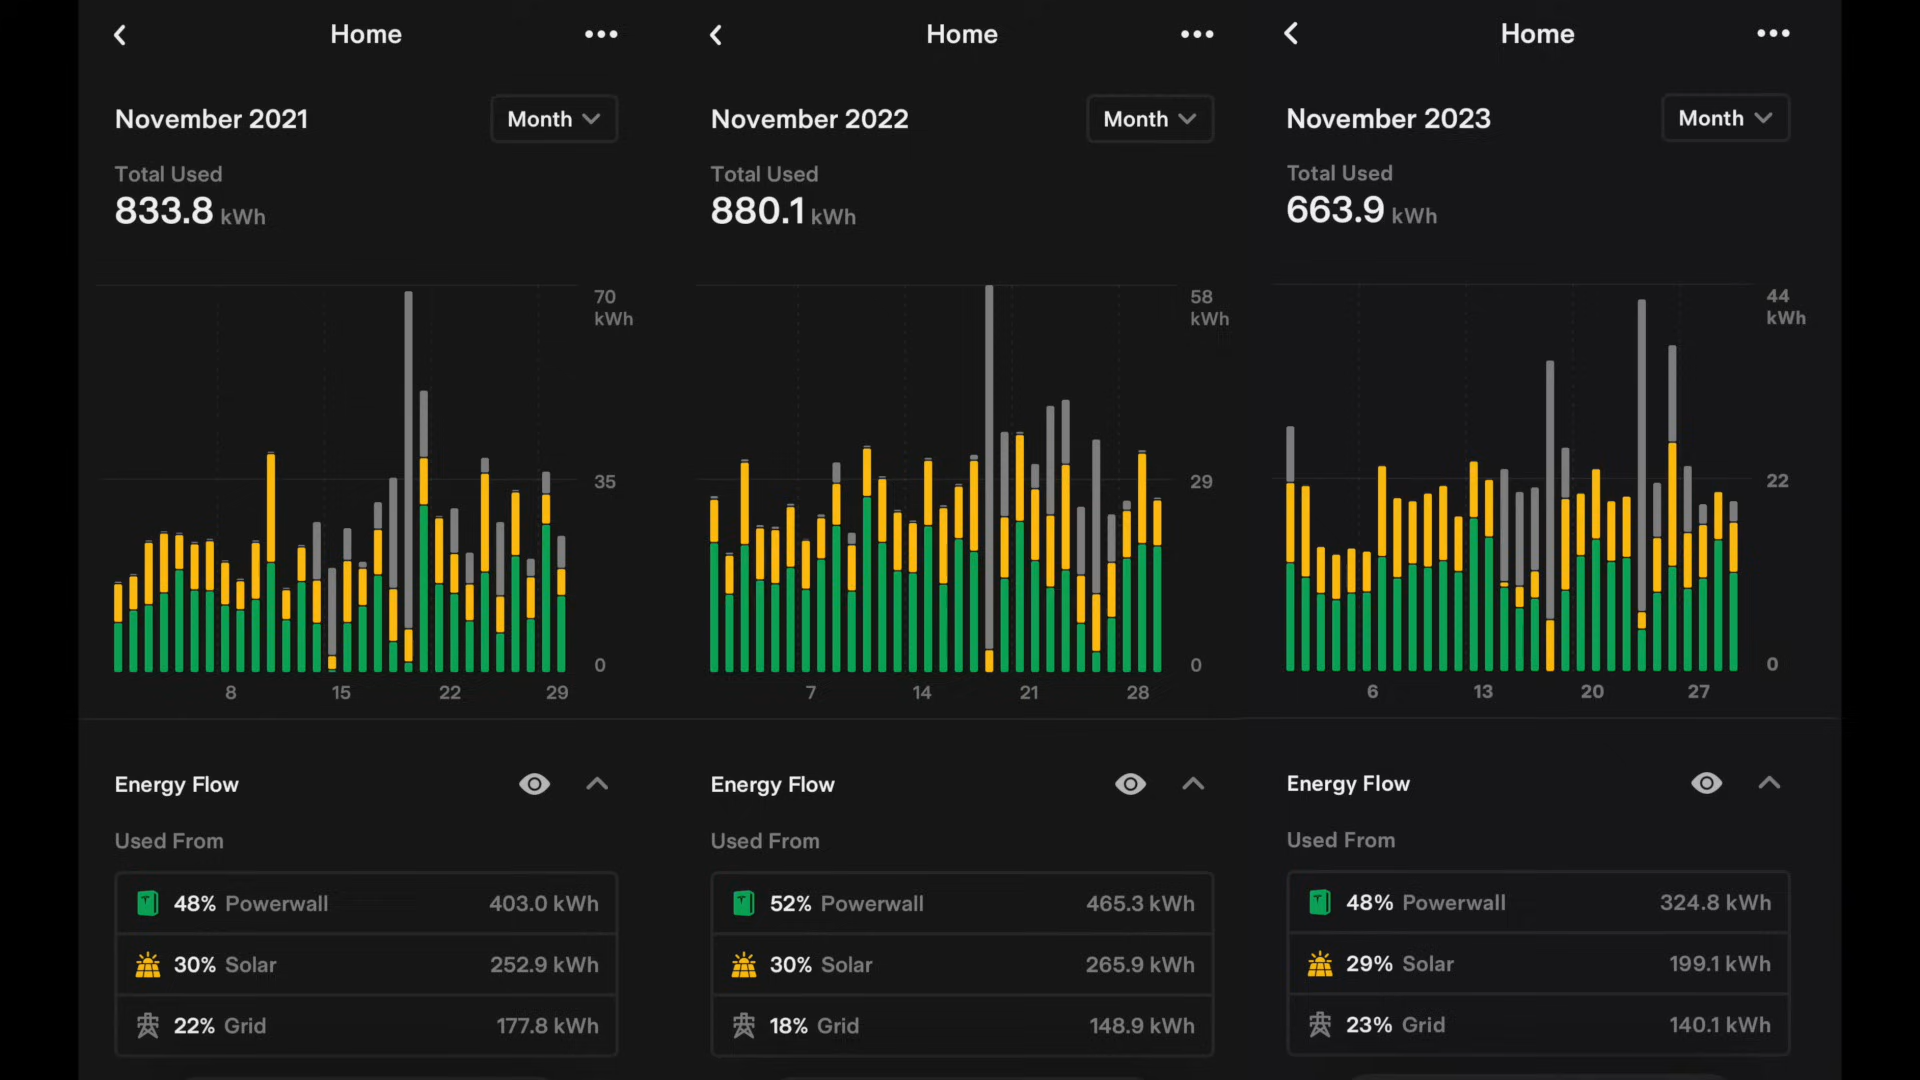 Home
November 2021
Month
Total Used
833.8 kWh
70
kWh
35
0
8 15 22 29
Energy Flow
Used From
48% Powerwall 403.0 kWh
30% Solar 252.9 kWh
22% Grid 177.8 kWh
Home
November 2022
Month
Total Used
880.1 kWh
58
kWh
29
0
7 14 21 28
Energy Flow
Used From
52% Powerwall 465.3 kWh
30% Solar 265.9 kWh
18% Grid 148.9 kWh
Home
November 2023
Month
Total Used
663.9 kWh
44
kWh
22
0
6 13 20 27
Energy Flow
Used From
48% Powerwall 324.8 kWh
29% Solar 199.1 kWh
23% Grid 140.1 kWh